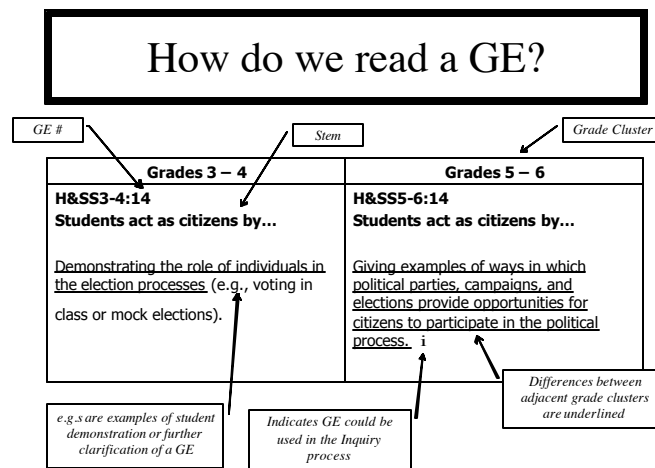 How do we read a GE?
GE #
Stem
Grade Cluster
Grades 3 – 4
H&SS3-4:14
Students act as citizens by…
Demonstrating the role of individuals in
the election processes (e.g., voting in
class or mock elections).
Grades 5 – 6
H&SS5-6:14
Students act as citizens by…
Giving examples of ways in which
political parties, campaigns, and
elections provide opportunities for
citizens to participate in the political
process. i
e.g.s are examples of student
demonstration or further
clarification of a GE
Indicates GE could be
used in the Inquiry
process
Differences between
adjacent grade clusters
are underlined